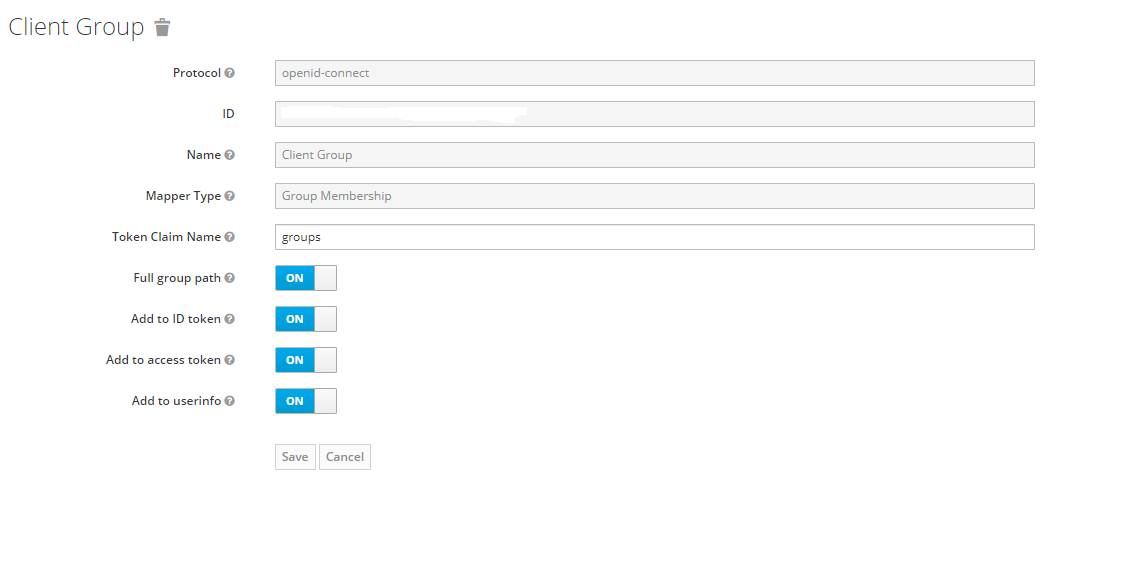 Client Group
Protocol openid-connect
ID
Name Client Group
Mapper Type Group Membership
Token Claim Name groups
Full group path ON
Add to ID token ON
Add to access token ON
Add to userinfo ON
Save Cancel